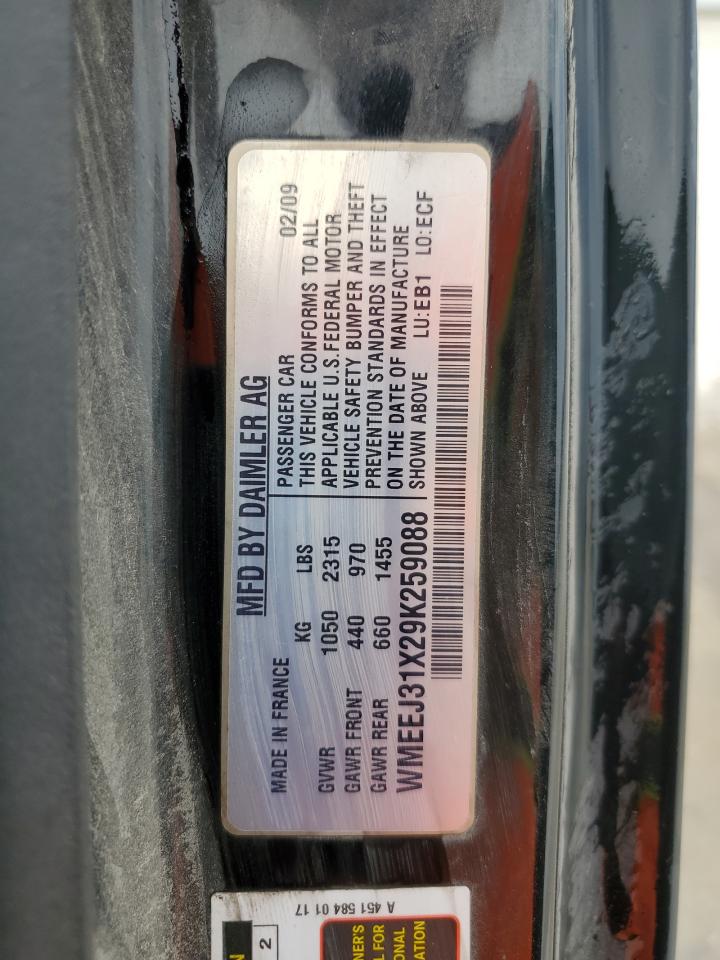 MFD BY DAIMLER AG
MADE IN FRANCE
PASSENGER CAR 02/09
KG LBS
THIS VEHICLE CONFORMS TO ALL
GVWR 1050 2315
APPLICABLE U.S.FEDERAL MOTOR
GAWR FRONT 440 970
VEHICLE SAFETY BUMPER AND THEFT
GAWR REAR 660 1455
PREVENTION STANDARDS IN EFFECT
ON THE DATE OF MANUFACTURE
WMEEJ31X29K259088
SHOWN ABOVE LU:EB1 LO:ECF
A 451 584 01 17
2